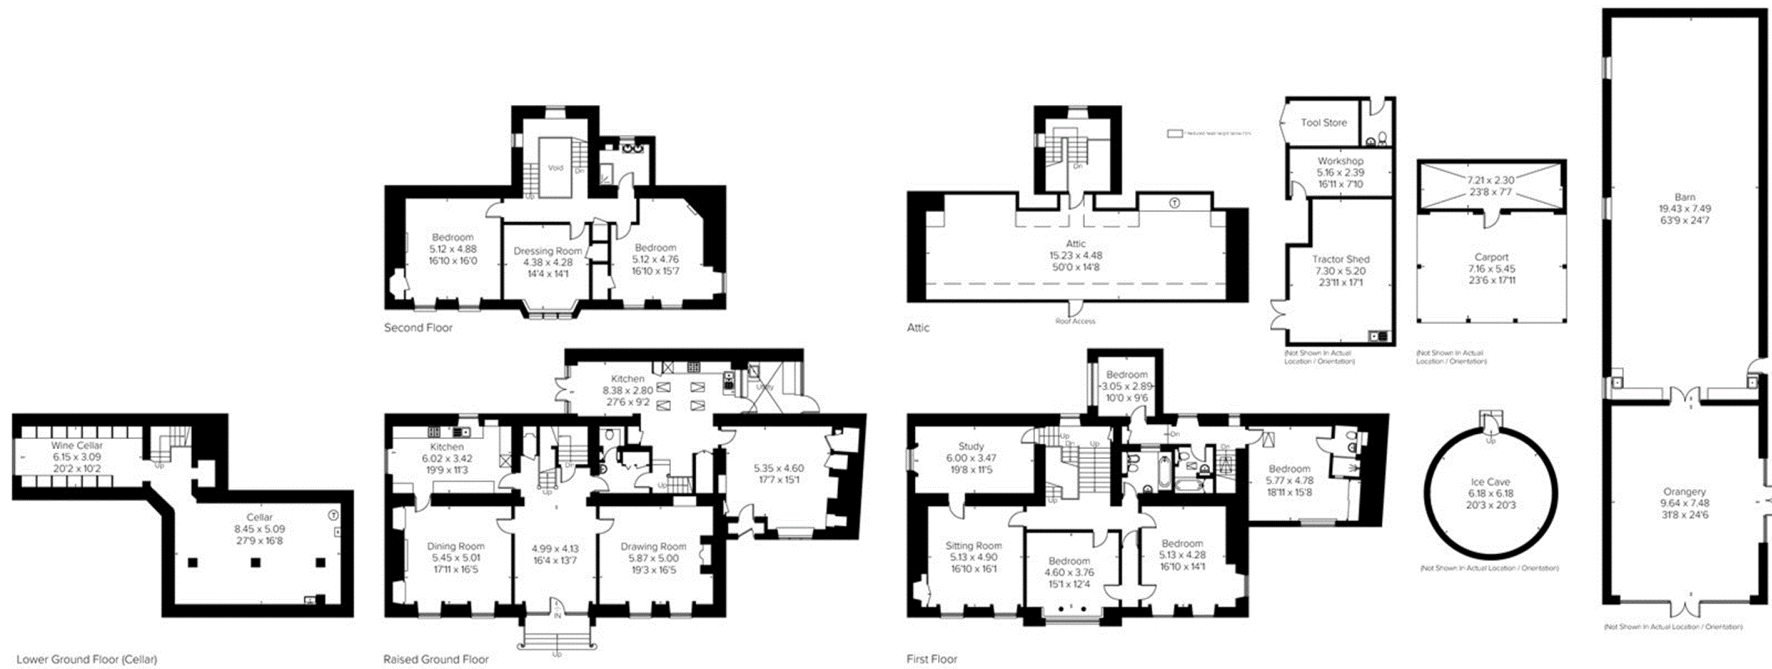 Void
Dn
Up
Bedroom
5.12 x 4.88
16'10 x 16'0
Dressing Room
4.38 x 4.28
14'4 x 14'1
Bedroom
5.12 x 4.76
16'10 x 15'7
Second Floor
Dn
T
Attic
15.23 x 4.48
50'0 x 14'8
Roof Access
Attic
Tool Store
Workshop
5.16 x 2.39
16'11 x 7'10
Tractor Shed
7.30 x 5.20
23'11 x 17'1
(Not Shown In Actual
Location / Orientation)
7.21 x 2.30
23'8 x 7'7
Carport
7.16 x 5.45
23'6 x 17'11
(Not Shown In Actual
Location / Orientation)
Barn
19.43 x 7.49
63'9 x 24'7
Orangery
9.64 x 7.48
31'8 x 24'6
(Not Shown In Actual Location / Orientation)
Up
Ice Cave
6.18 x 6.18
20'3 x 20'3
(Not Shown In Actual Location / Orientation)
Wine Cellar
6.15 x 3.09
20'2 x 10'2
Up
Cellar
8.45 x 5.09
27'9 x 16'8
T
Lower Ground Floor (Cellar)
Kitchen
8.38 x 2.80
27'6 x 9'2
Utility
Kitchen
6.02 x 3.42
19'9 x 11'3
Dn
Up
Up
5.35 x 4.60
17'7 x 15'1
Dining Room
5.45 x 5.01
17'11 x 16'5
4.99 x 4.13
16'4 x 13'7
Drawing Room
5.87 x 5.00
19'3 x 16'5
IN
Up
Raised Ground Floor
Bedroom
3.05 x 2.89
10'0 x 9'6
Study
6.00 x 3.47
19'8 x 11'5
Up
Dn
Dn
Dn
Up
Bedroom
5.77 x 4.78
18'11 x 15'8
Sitting Room
5.13 x 4.90
16'10 x 16'1
Bedroom
4.60 x 3.76
15'1 x 12'4
Bedroom
5.13 x 4.28
16'10 x 14'1
First Floor